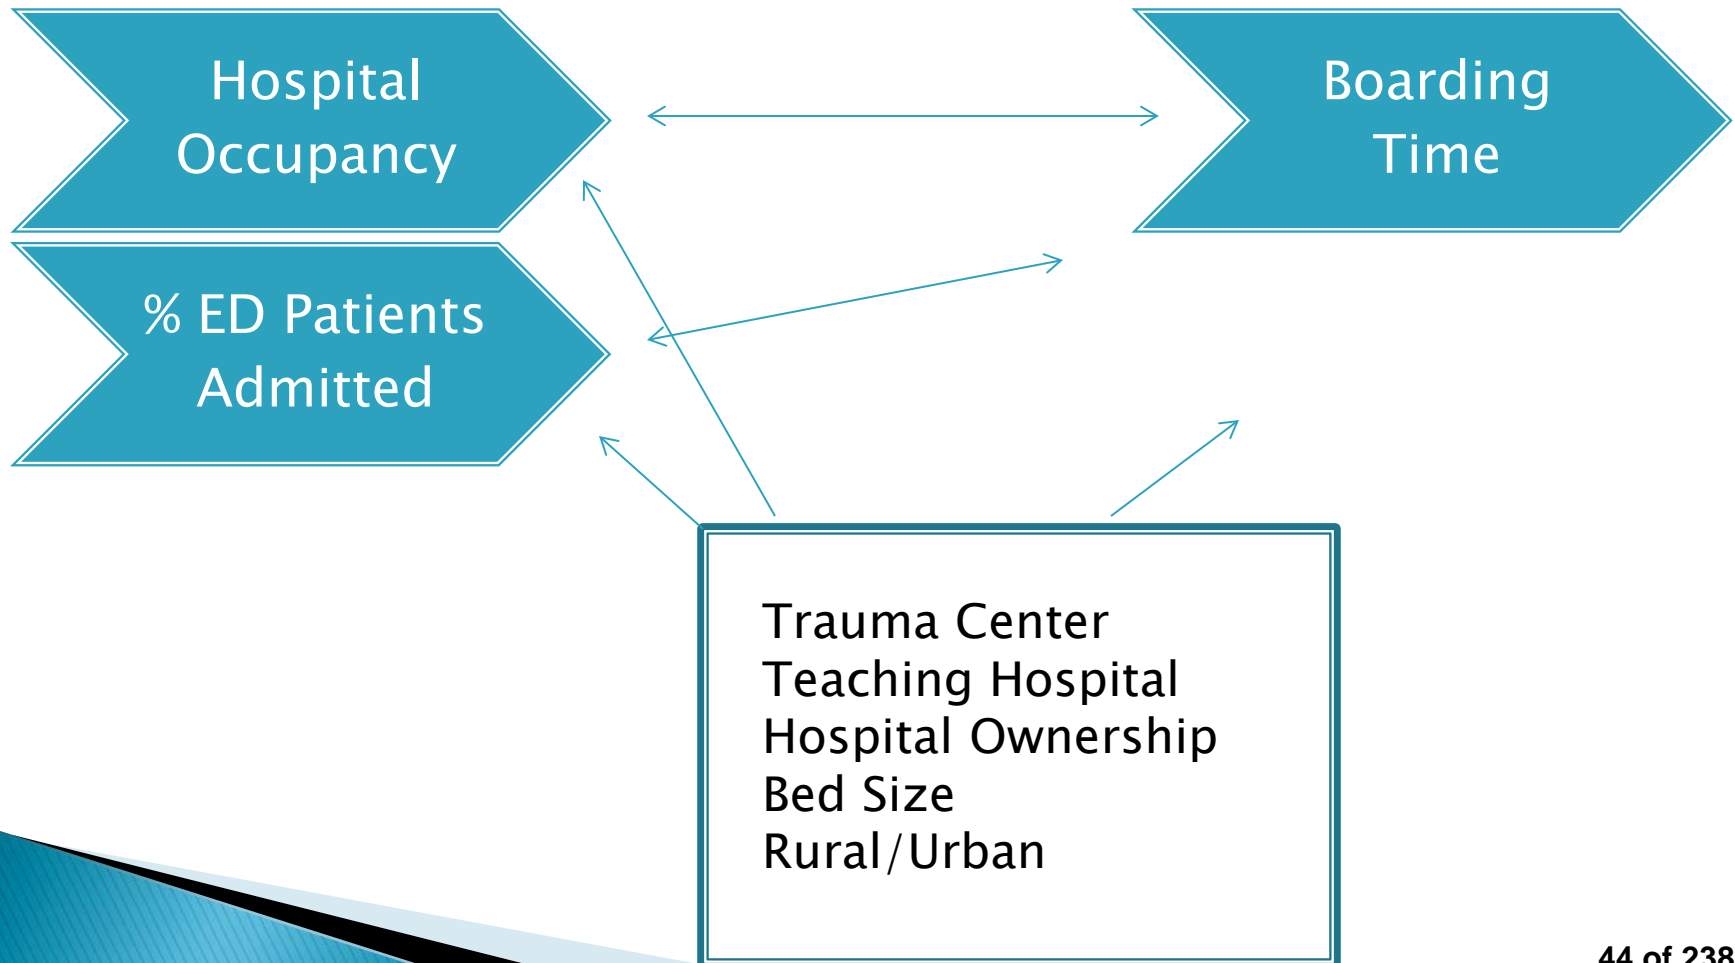 Hospital
Occupancy
Boarding
Time
% ED Patients
Admitted
Trauma Center
Teaching Hospital
Hospital Ownership
Bed Size
Rural/Urban
44 of 238